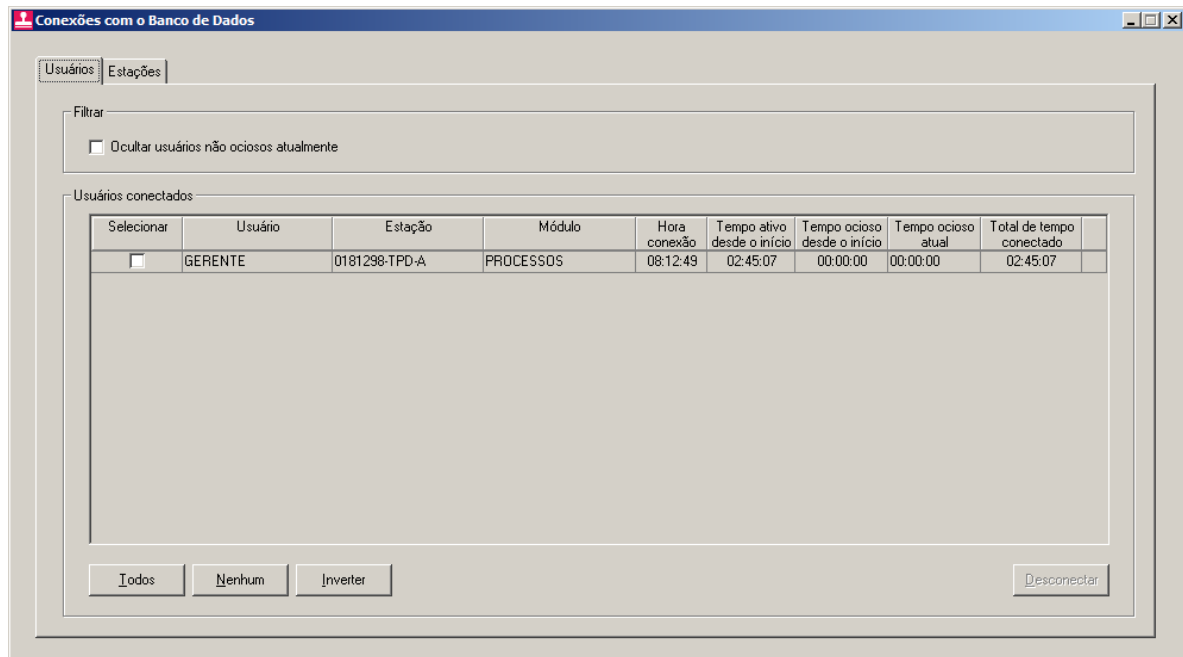 Conexões com o Banco de Dados
Usuários Estações
Filtrar
Ocultar usuários não ociosos atualmente
Usuários conectados
Selecionar Usuário Estação Módulo Hora conexão Tempo ativo desde o início Tempo ocioso desde o início Tempo ocioso atual Total de tempo conectado
GERENTE 0181298-TPD-A PROCESSOS 08:12:49 02:45:07 00:00:00 00:00:00 02:45:07
Todos Nenhum Inverter Desconectar